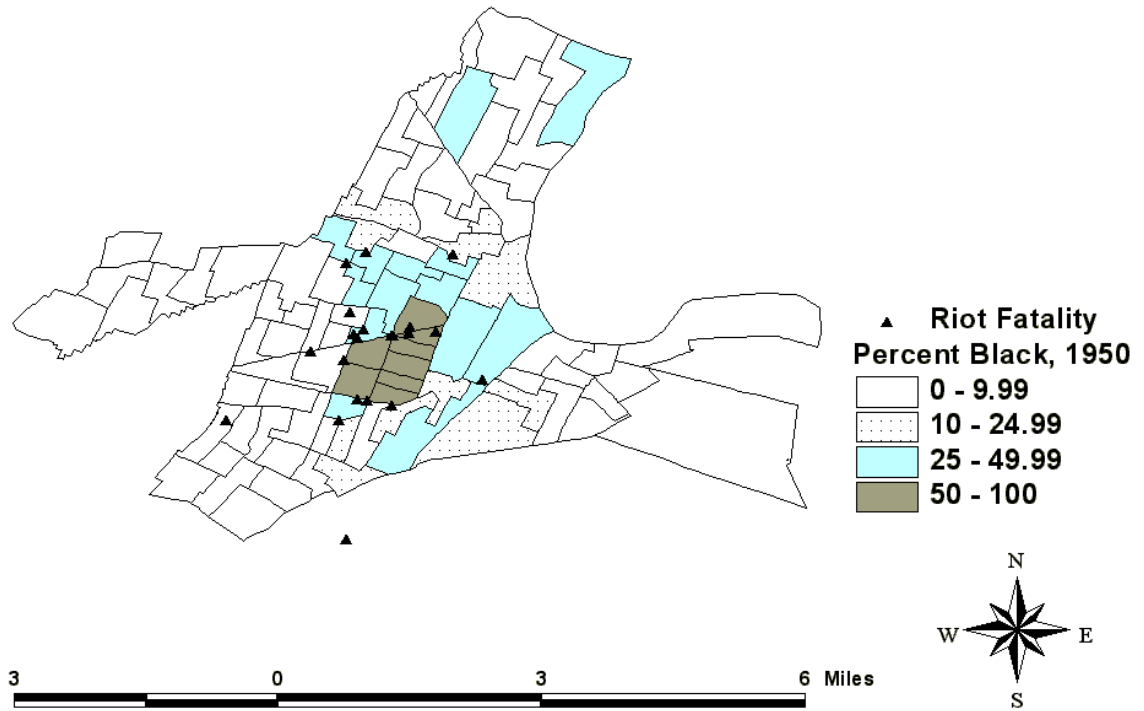 Riot Fatality
Percent Black, 1950
0 - 9.99
10 - 24.99
25 - 49.99
50 - 100
N
W E
S
3 0 3 6 Miles